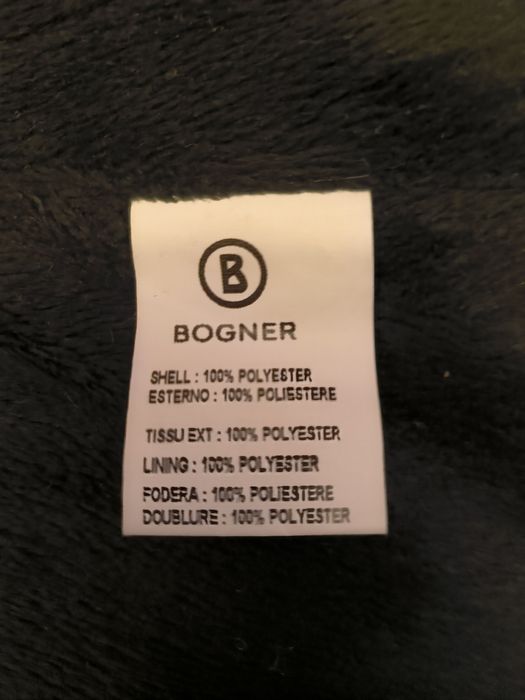 B
BOGNER
SHELL : 100% POLYESTER
ESTERNO : 100% POLIESTERE
TISSU EXT : 100% POLYESTER
LINING : 100% POLYESTER
FODERA : 100% POLIESTERE
DOUBLURE : 100% POLYESTER